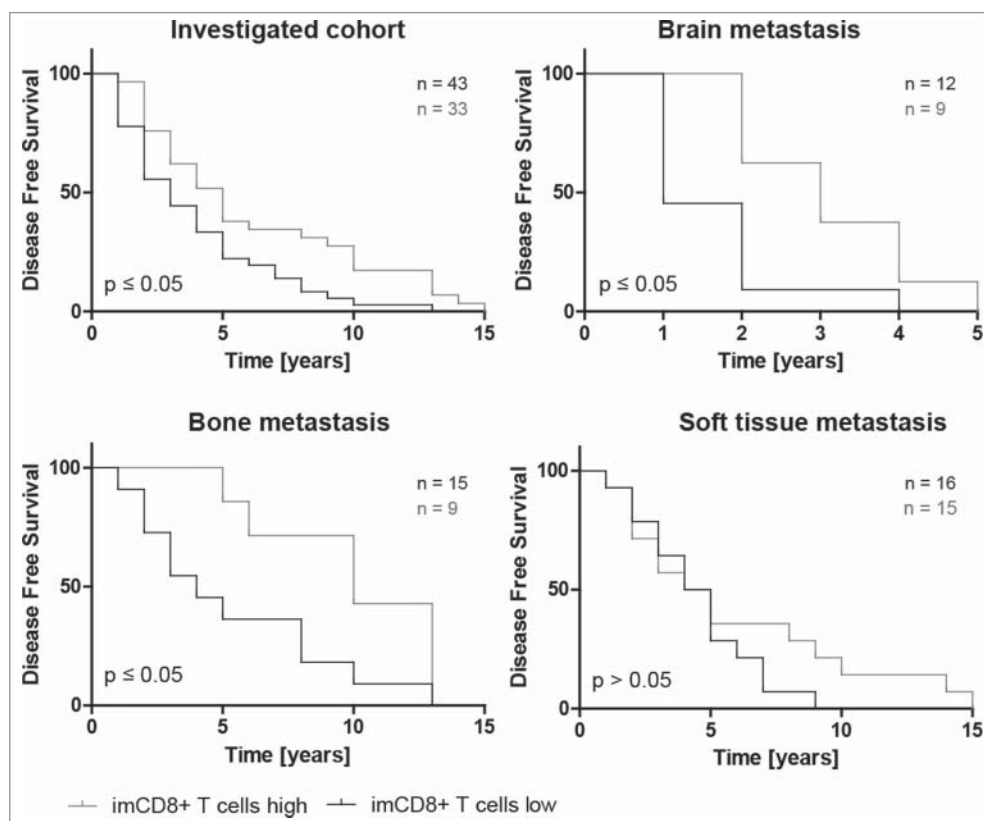 Investigated cohort
Disease Free Survival
100
50
0
n = 43
n = 33
p ≤ 0.05
0 5 10 15
Time [years]
Brain metastasis
Disease Free Survival
100
50
0
n = 12
n = 9
p ≤ 0.05
0 1 2 3 4 5
Time [years]
Bone metastasis
Disease Free Survival
100
50
0
n = 15
n = 9
p ≤ 0.05
0 5 10 15
Time [years]
Soft tissue metastasis
Disease Free Survival
100
50
0
n = 16
n = 15
p > 0.05
0 5 10 15
Time [years]
imCD8+ T cells high imCD8+ T cells low